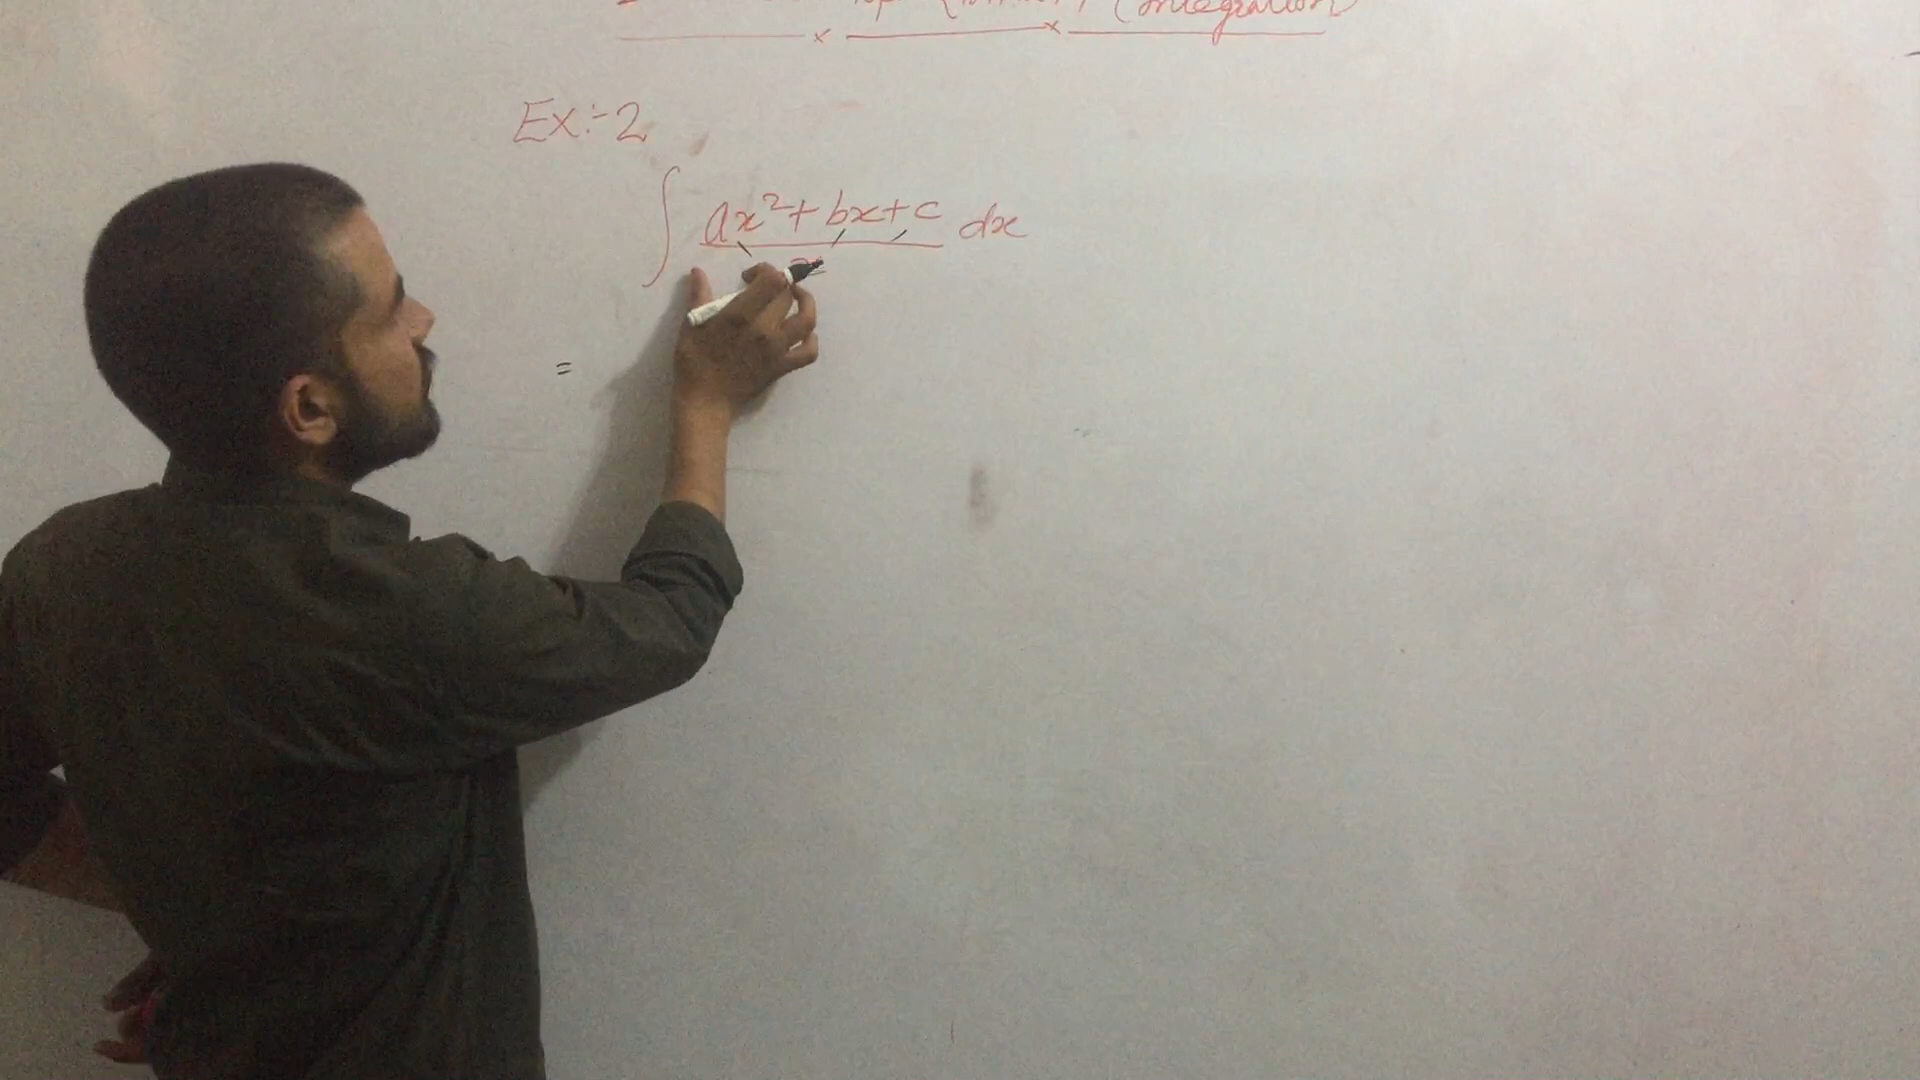 (Integration)
Ex:-2
∫ ax²+bx+c dx
=